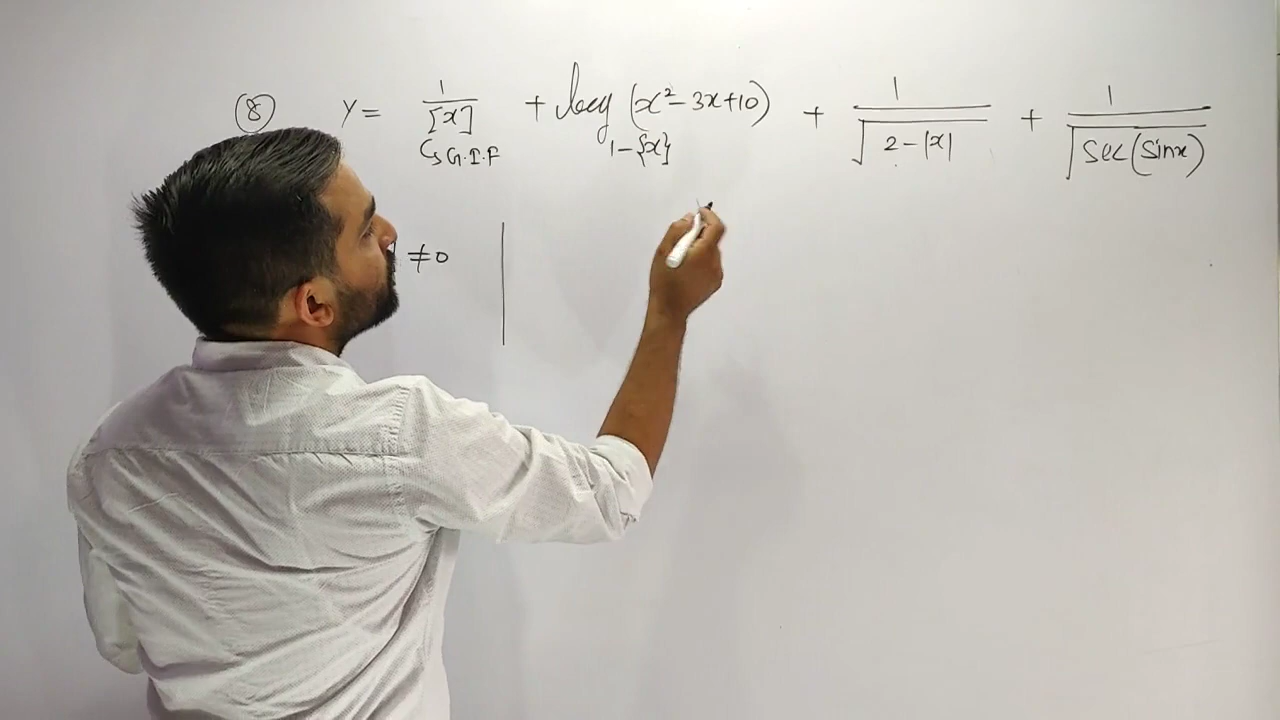 ⑧ Y = 1/[x] + log_{1-{x}} (x² - 3x + 10) + 1/√(2 - |x|) + 1/√(Sec(Sinx))
↳ G.I.F
≠ 0